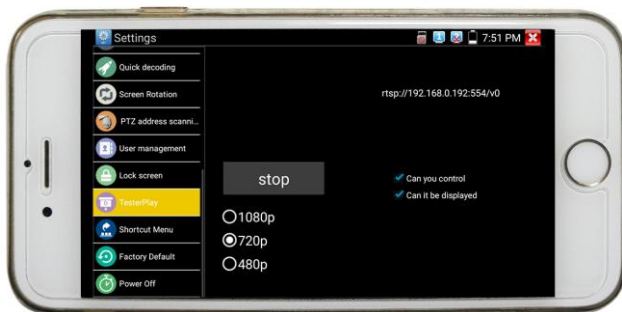 Settings
7:51 PM
Quick decoding
Screen Rotation
PTZ address scanni...
User management
Lock screen
TesterPlay
Shortcut Menu
Factory Default
Power Off
rtsp://192.168.0.192:554/v0
stop
Can you control
Can it be displayed
1080p
720p
480p